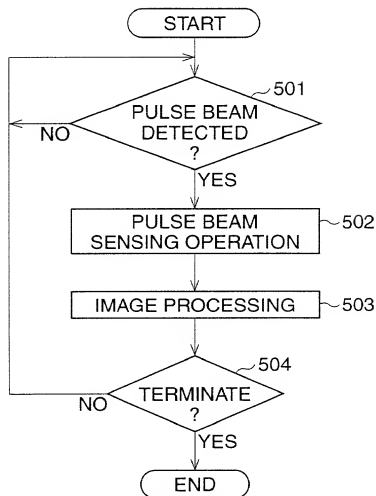 START
501
PULSE BEAM
DETECTED
?
NO
YES
PULSE BEAM
SENSING OPERATION
502
IMAGE PROCESSING
503
504
TERMINATE
?
NO
YES
END